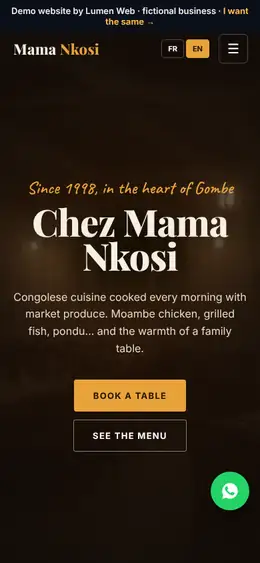 Demo website by Lumen Web · fictional business · I want
the same →
Mama Nkosi
FR
EN
Since 1998, in the heart of Gombe
Chez Mama
Nkosi
Congolese cuisine cooked every morning with
market produce. Moambe chicken, grilled
fish, pondu… and the warmth of a family
table.
BOOK A TABLE
SEE THE MENU